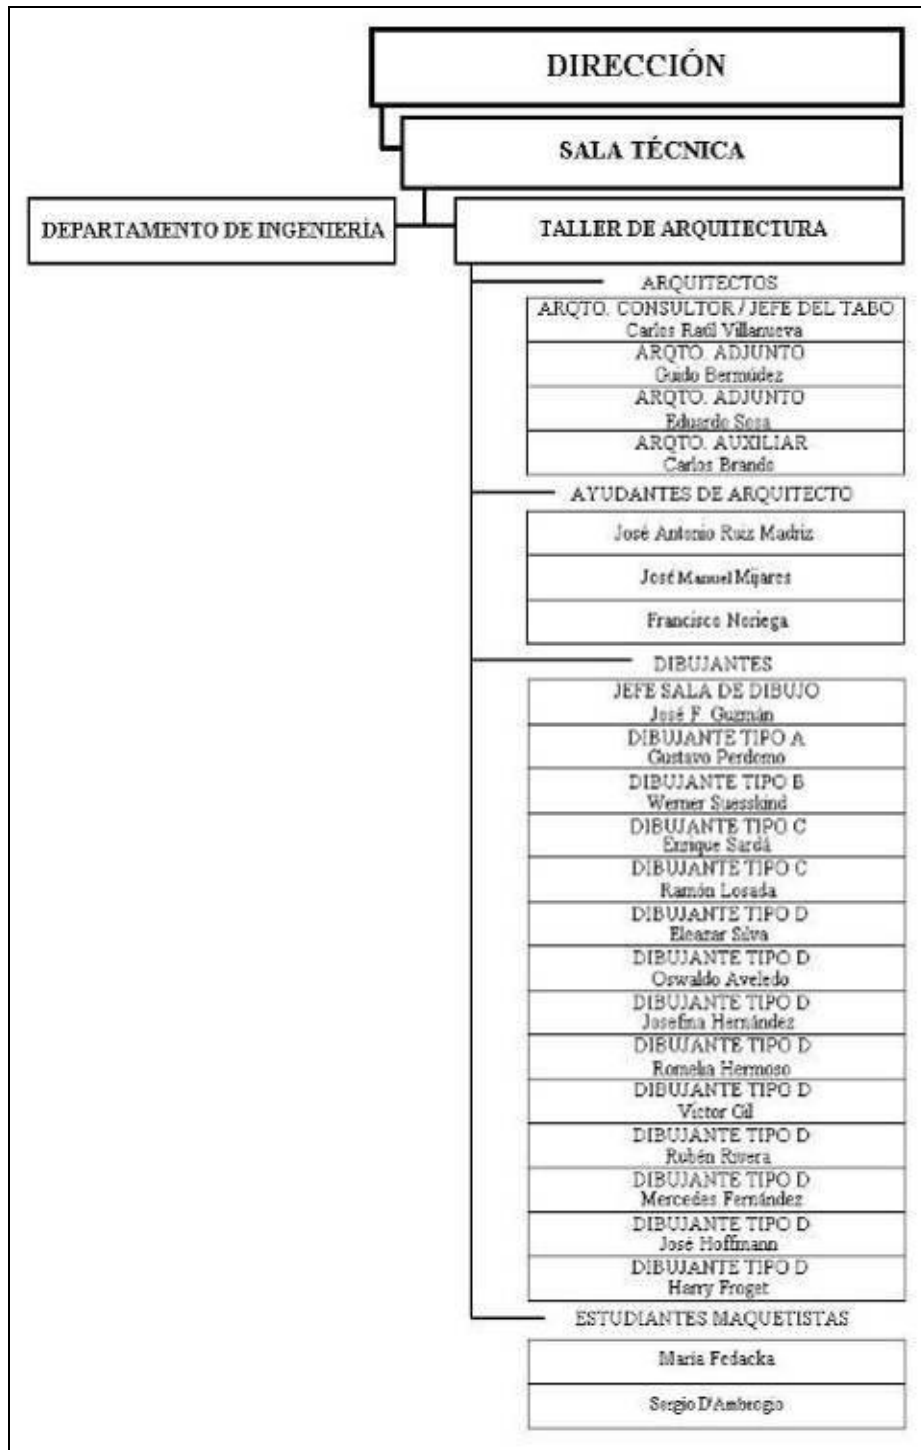 DIRECCIÓN
SALA TÉCNICA
DEPARTAMENTO DE INGENIERÍA
TALLER DE ARQUITECTURA
ARQUITECTOS
ARQTO. CONSULTOR / JEFE DEL TABO
Carlos Raúl Villanueva
ARQTO. ADJUNTO
Guido Bermúdez
ARQTO. ADJUNTO
Eduardo Sosa
ARQTO. AUXILIAR
Carlos Brando
AYUDANTES DE ARQUITECTO
José Antonio Ruiz Madriz
José Manuel Mijares
Francisco Noriega
DIBUJANTES
JEFE SALA DE DIBUJO
José F. Guzmán
DIBUJANTE TIPO A
Gustavo Perdomo
DIBUJANTE TIPO B
Werner Suesskind
DIBUJANTE TIPO C
Enrique Sardá
DIBUJANTE TIPO C
Ramón Losada
DIBUJANTE TIPO D
Eleazar Silva
DIBUJANTE TIPO D
Oswaldo Aveledo
DIBUJANTE TIPO D
Josefina Hernández
DIBUJANTE TIPO D
Romelia Hermoso
DIBUJANTE TIPO D
Víctor Gil
DIBUJANTE TIPO D
Rubén Rivera
DIBUJANTE TIPO D
Mercedes Fernández
DIBUJANTE TIPO D
José Hoffmann
DIBUJANTE TIPO D
Harry Froget
ESTUDIANTES MAQUETISTAS
María Fedacka
Sergio D'Ambrogio